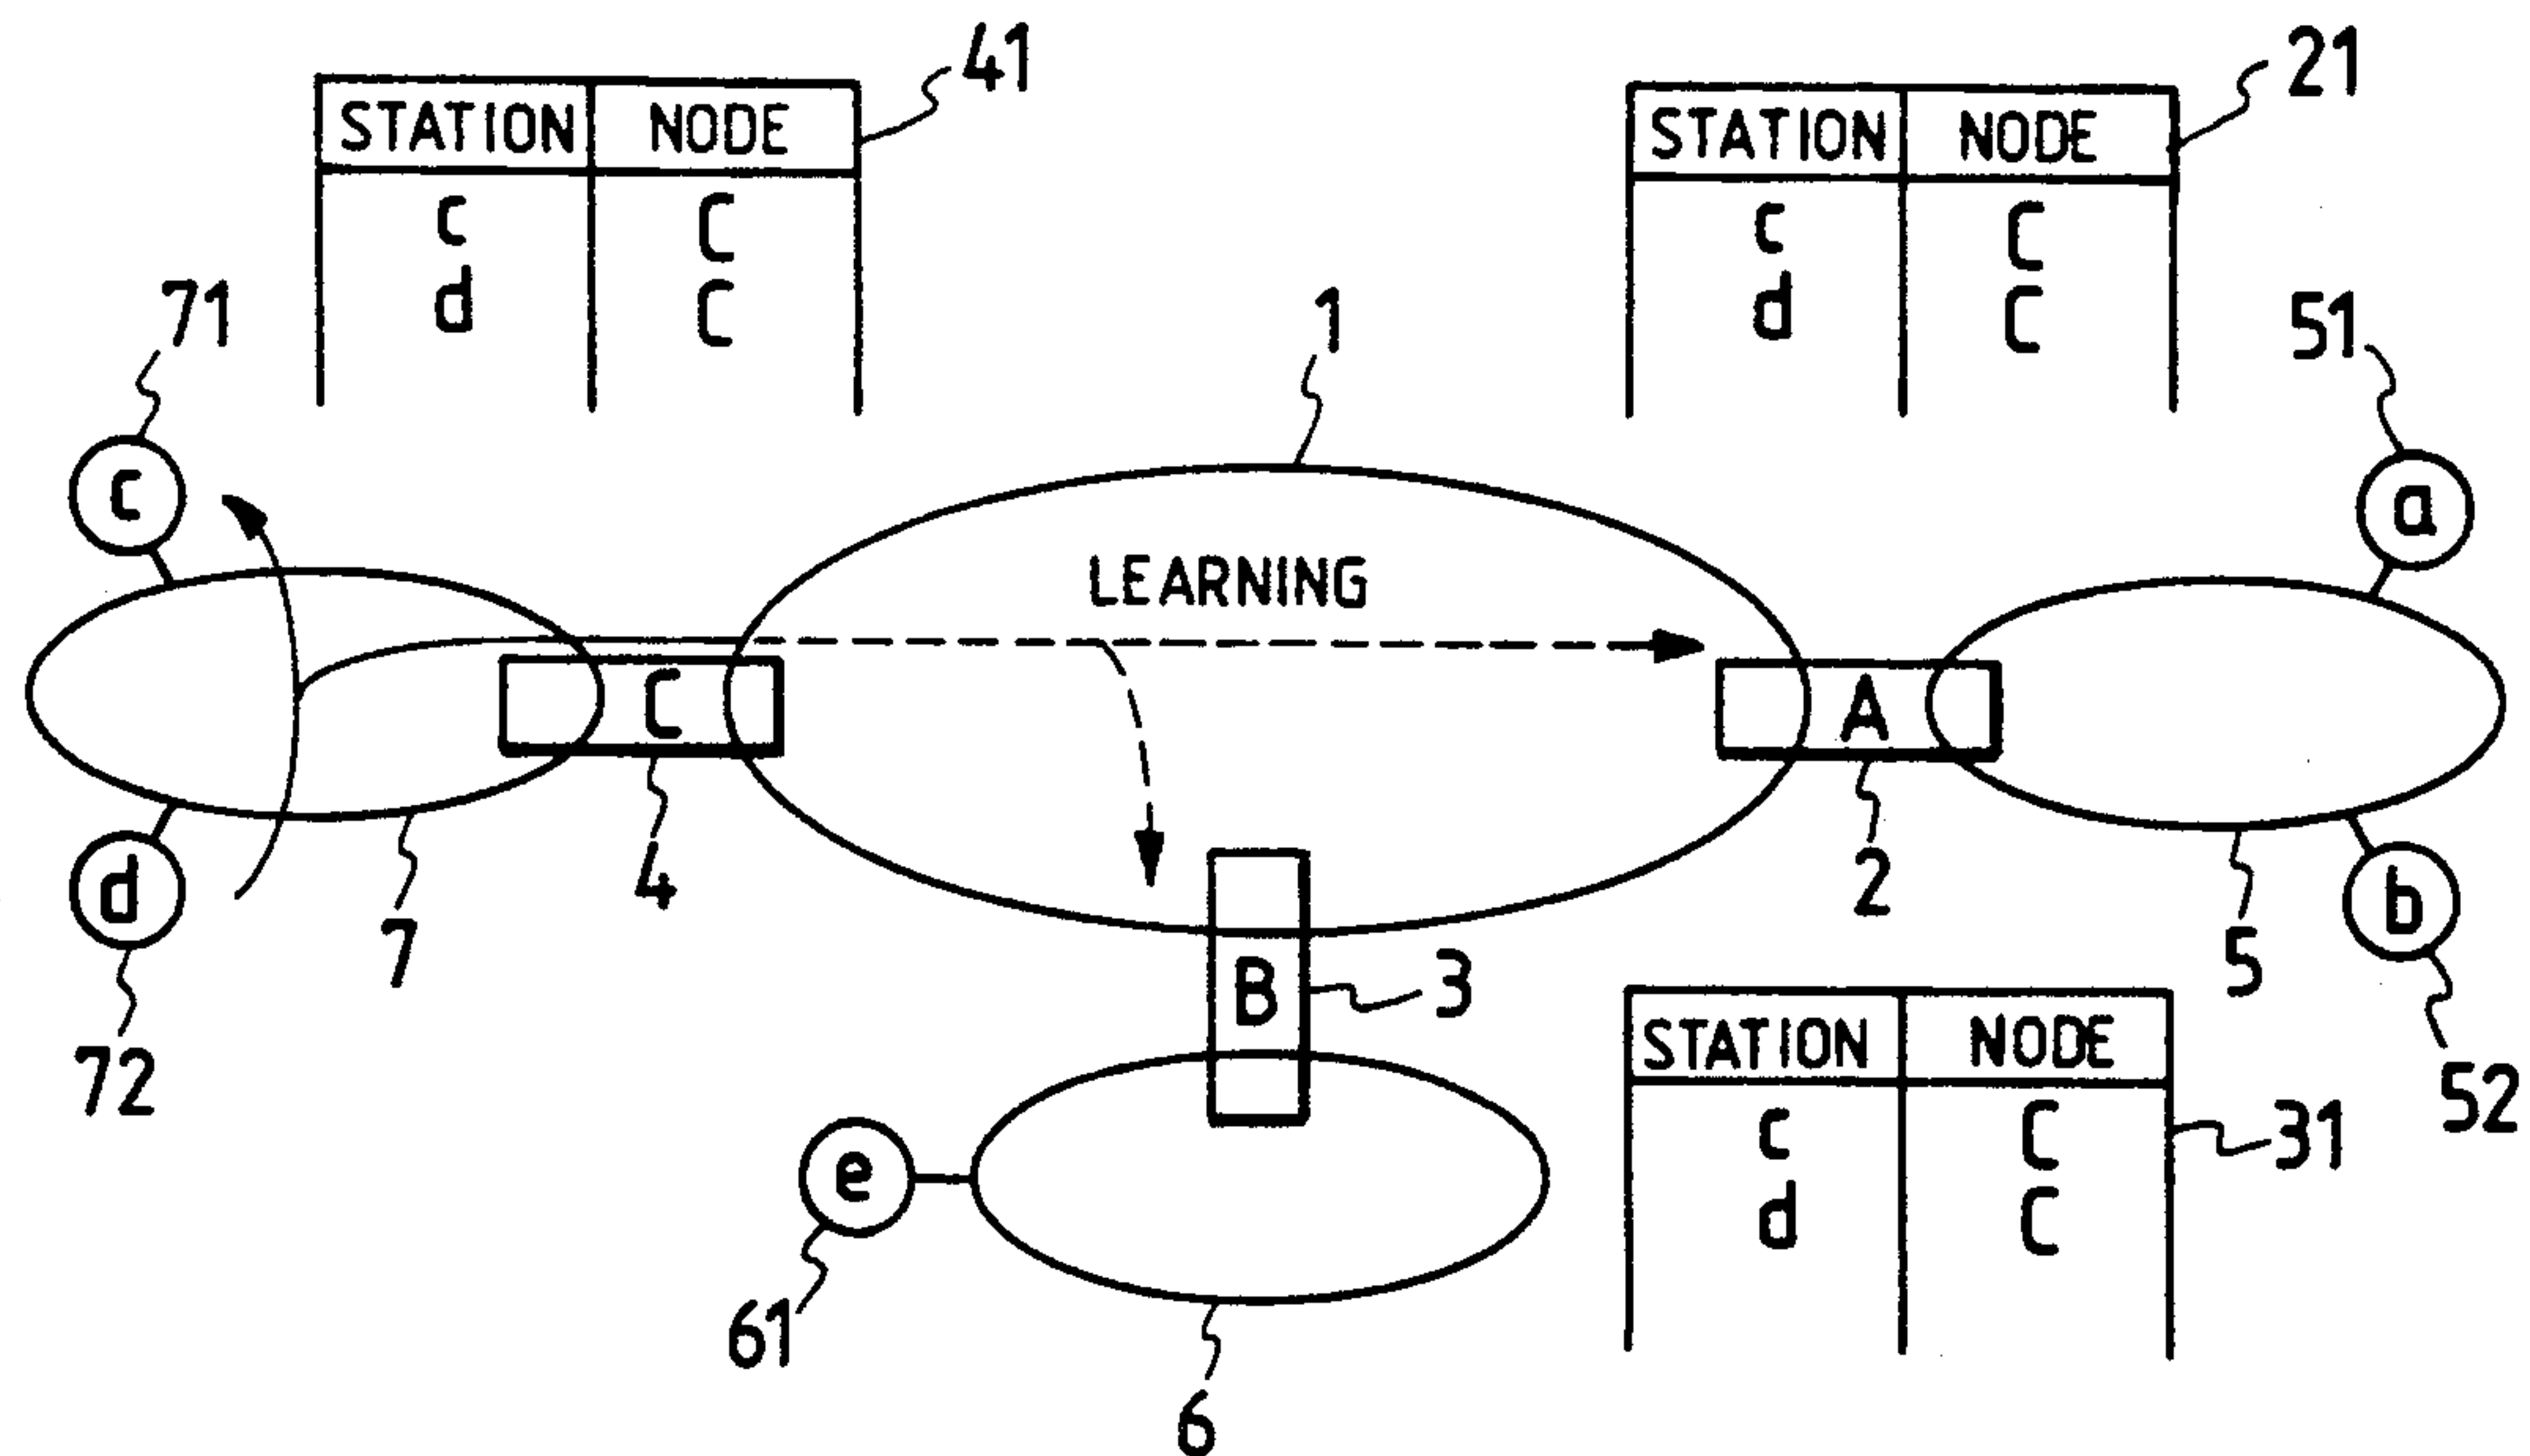 41
STATION NODE
c C
d C
21
STATION NODE
c C
d C
71
1
51
c
a
LEARNING
C
A
d
4
2
b
7
B
3
5
72
STATION NODE
c C
d C
52
31
e
61
6